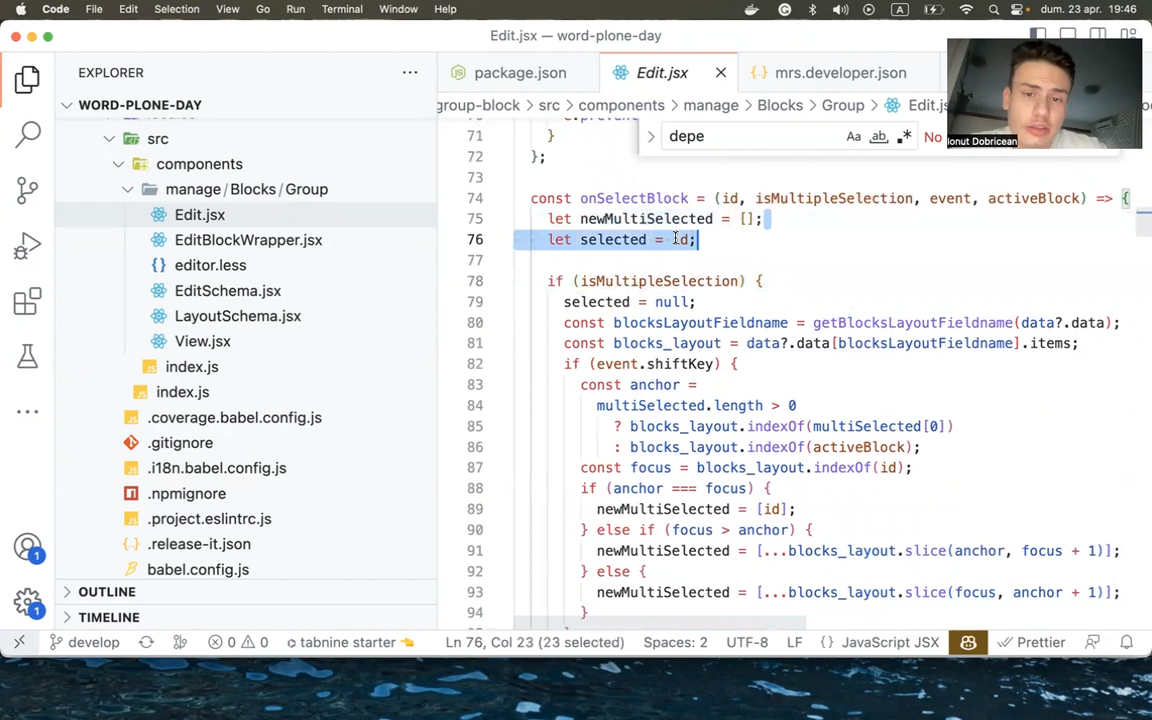 Code File Edit Selection View Go Run Terminal Window Help A dum. 23 apr. 19:46
Edit.jsx — word-plone-day
EXPLORER
WORD-PLONE-DAY
src
components
manage / Blocks / Group
Edit.jsx
EditBlockWrapper.jsx
editor.less
EditSchema.jsx
LayoutSchema.jsx
View.jsx
index.js
index.js
.coverage.babel.config.js
.gitignore
.i18n.babel.config.js
.npmignore
.project.eslintrc.js
.release-it.json
babel.config.js
OUTLINE
TIMELINE
1
1
package.json Edit.jsx mrs.developer.json
group-block > src > components > manage > Blocks > Group > Edit.js
depe Aa ab No
Ionut Dobricean
71 }
72 };
73
74 const onSelectBlock = (id, isMultipleSelection, event, activeBlock) => {
75 let newMultiSelected = [];
76 let selected = id;
77
78 if (isMultipleSelection) {
79 selected = null;
80 const blocksLayoutFieldname = getBlocksLayoutFieldname(data?.data);
81 const blocks_layout = data?.data[blocksLayoutFieldname].items;
82 if (event.shiftKey) {
83 const anchor =
84 multiSelected.length > 0
85 ? blocks_layout.indexOf(multiSelected[0])
86 : blocks_layout.indexOf(activeBlock);
87 const focus = blocks_layout.indexOf(id);
88 if (anchor === focus) {
89 newMultiSelected = [id];
90 } else if (focus > anchor) {
91 newMultiSelected = [...blocks_layout.slice(anchor, focus + 1)];
92 } else {
93 newMultiSelected = [...blocks_layout.slice(focus, anchor + 1)];
94 }
develop 0 0 tabnine starter Ln 76, Col 23 (23 selected) Spaces: 2 UTF-8 LF {} JavaScript JSX Prettier